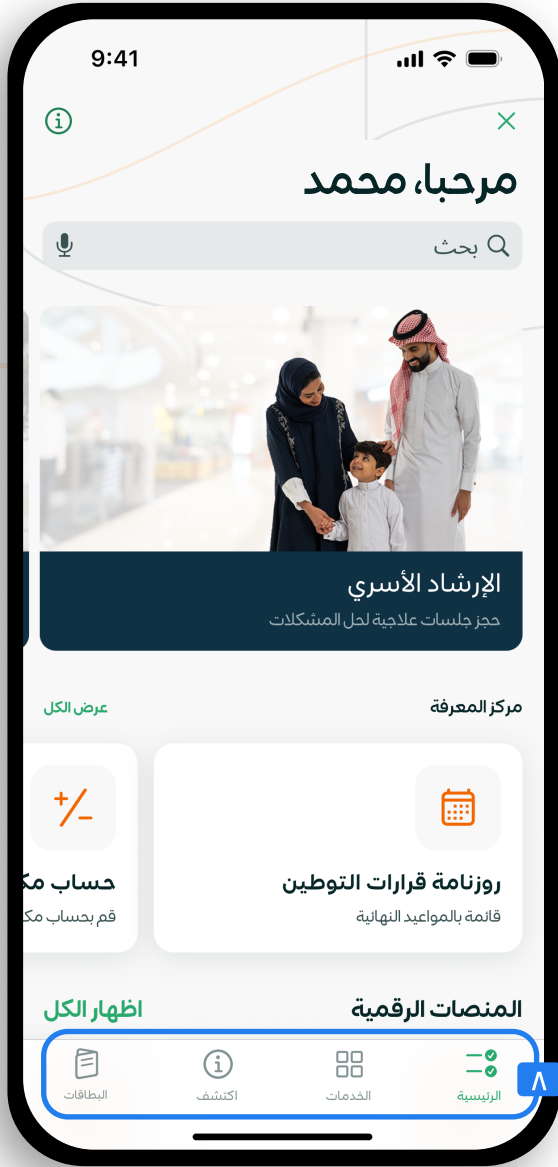 9:41
مرحبا، محمد
بحث
الإرشاد الأسري
حجز جلسات علاجية لحل المشكلات
مركز المعرفة
عرض الكل
روزنامة قرارات التوطين
قائمة بالمواعيد النهائية
حساب مك
قم بحساب مك
المنصات الرقمية
اظهار الكل
الرئيسية
الخدمات
اكتشف
البطاقات
٨